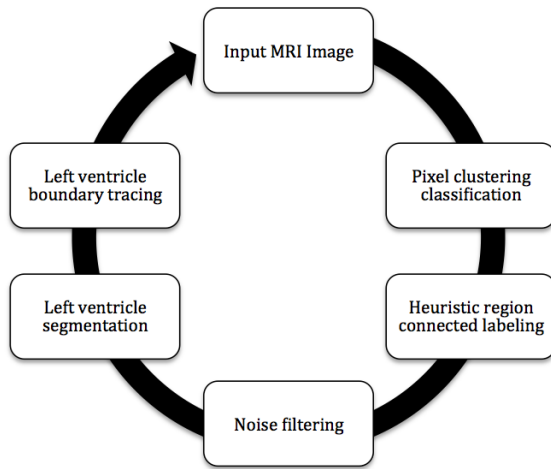 Input MRI Image
Pixel clustering
classification
Heuristic region
connected labeling
Noise filtering
Left ventricle
segmentation
Left ventricle
boundary tracing